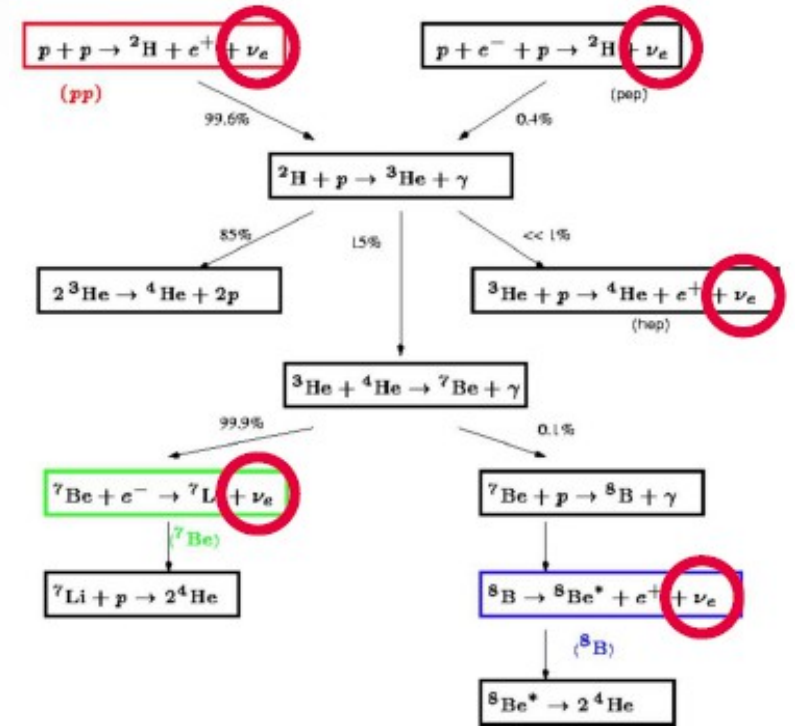 p + p → ²H + e⁺ + νₑ
p + e⁻ + p → ²H + νₑ
(pp)
(pep)
99.6%
0.4%
²H + p → ³He + γ
85%
15%
<< 1%
2 ³He → ⁴He + 2p
³He + p → ⁴He + e⁺ + νₑ
(hep)
³He + ⁴He → ⁷Be + γ
99.9%
0.1%
⁷Be + e⁻ → ⁷Li + νₑ
⁷Be + p → ⁸B + γ
(⁷Be)
⁷Li + p → 2⁴He
⁸B → ⁸Be* + e⁺ + νₑ
(⁸B)
⁸Be* → 2 ⁴He